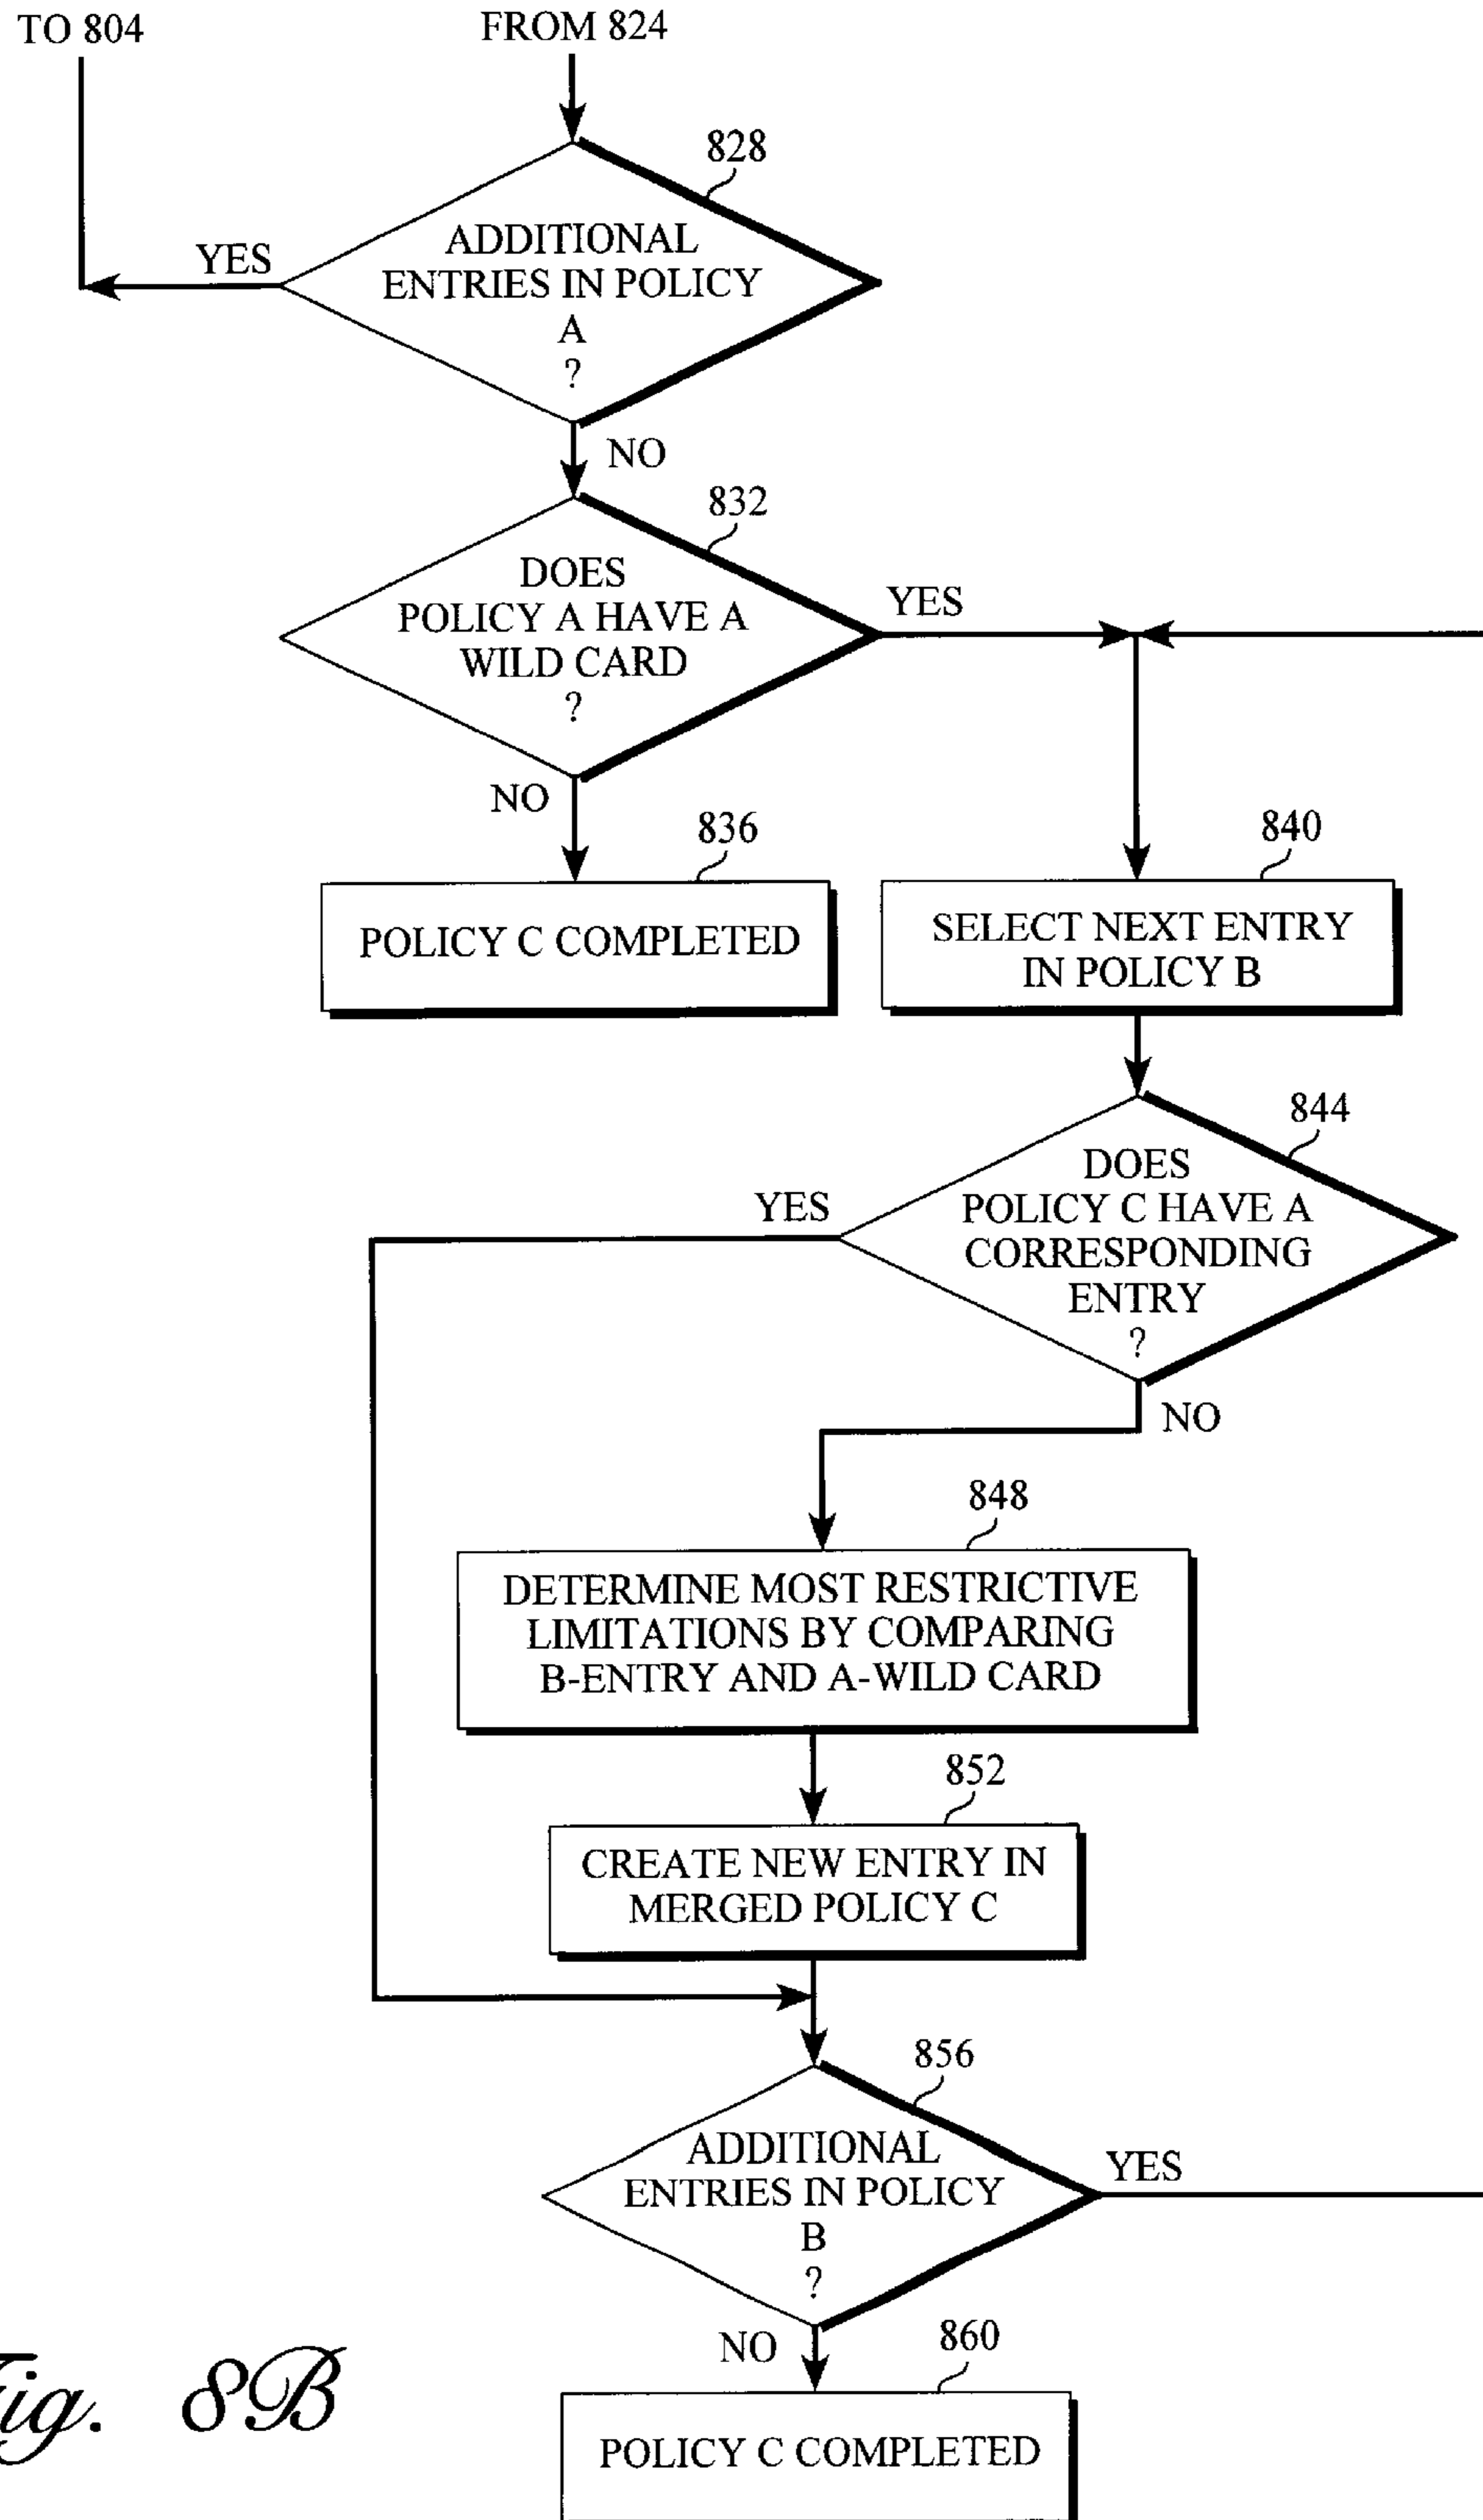 TO 804
FROM 824
828
ADDITIONAL
ENTRIES IN POLICY
A
?
YES
NO
832
DOES
POLICY A HAVE A
WILD CARD
?
YES
NO
836
POLICY C COMPLETED
840
SELECT NEXT ENTRY
IN POLICY B
844
DOES
POLICY C HAVE A
CORRESPONDING
ENTRY
?
YES
NO
848
DETERMINE MOST RESTRICTIVE
LIMITATIONS BY COMPARING
B-ENTRY AND A-WILD CARD
852
CREATE NEW ENTRY IN
MERGED POLICY C
856
ADDITIONAL
ENTRIES IN POLICY
B
?
YES
NO
860
POLICY C COMPLETED
Fig. 8B